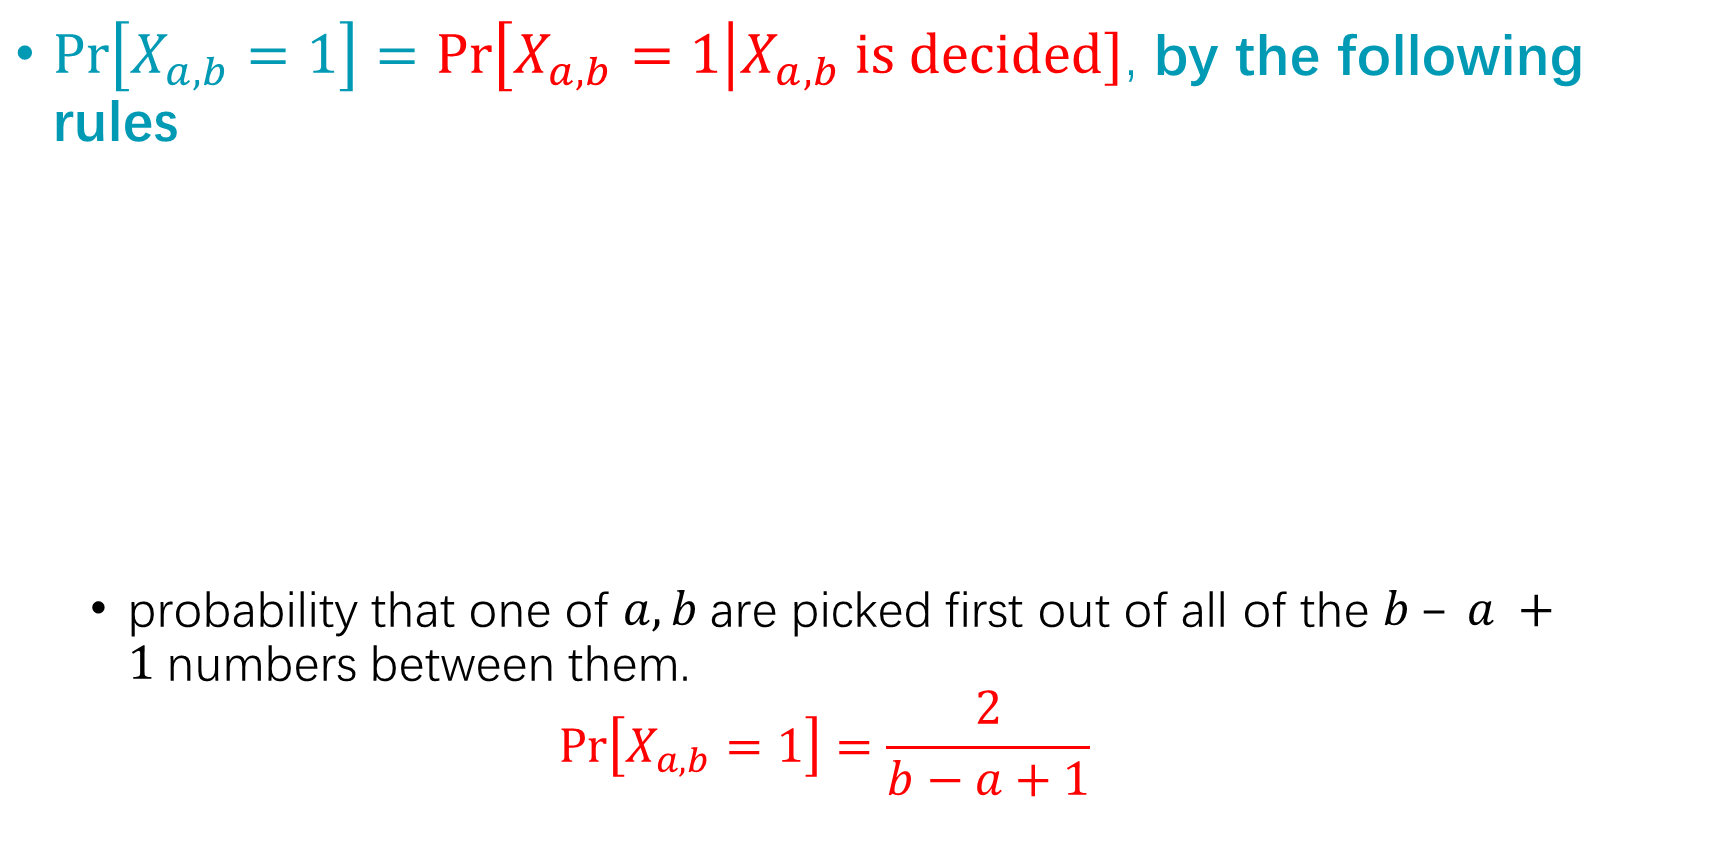 • Pr[X_{a,b} = 1] = Pr[X_{a,b} = 1|X_{a,b} is decided], by the following
rules
• probability that one of a, b are picked first out of all of the b – a +
1 numbers between them.
Pr[X_{a,b} = 1] = \frac{2}{b − a + 1}